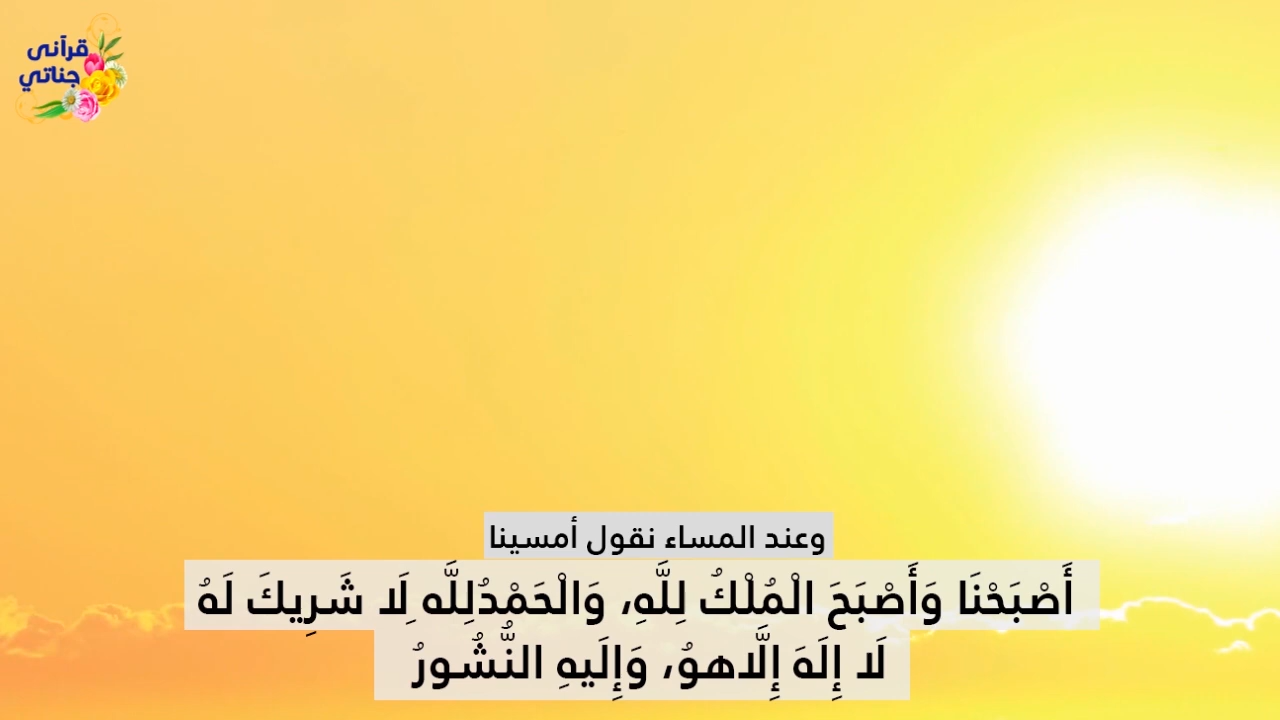 قرآنى
جناتي
وعند المساء نقول أمسينا
أَصْبَحْنَا وَأَصْبَحَ الْمُلْكُ لِلَّهِ، وَالْحَمْدُلِلَّه ِلَا شَرِيكَ لَهُ
لَا إِلَهَ إِلَّاهوُ، وَإِلَيهِ النُّشُورُ